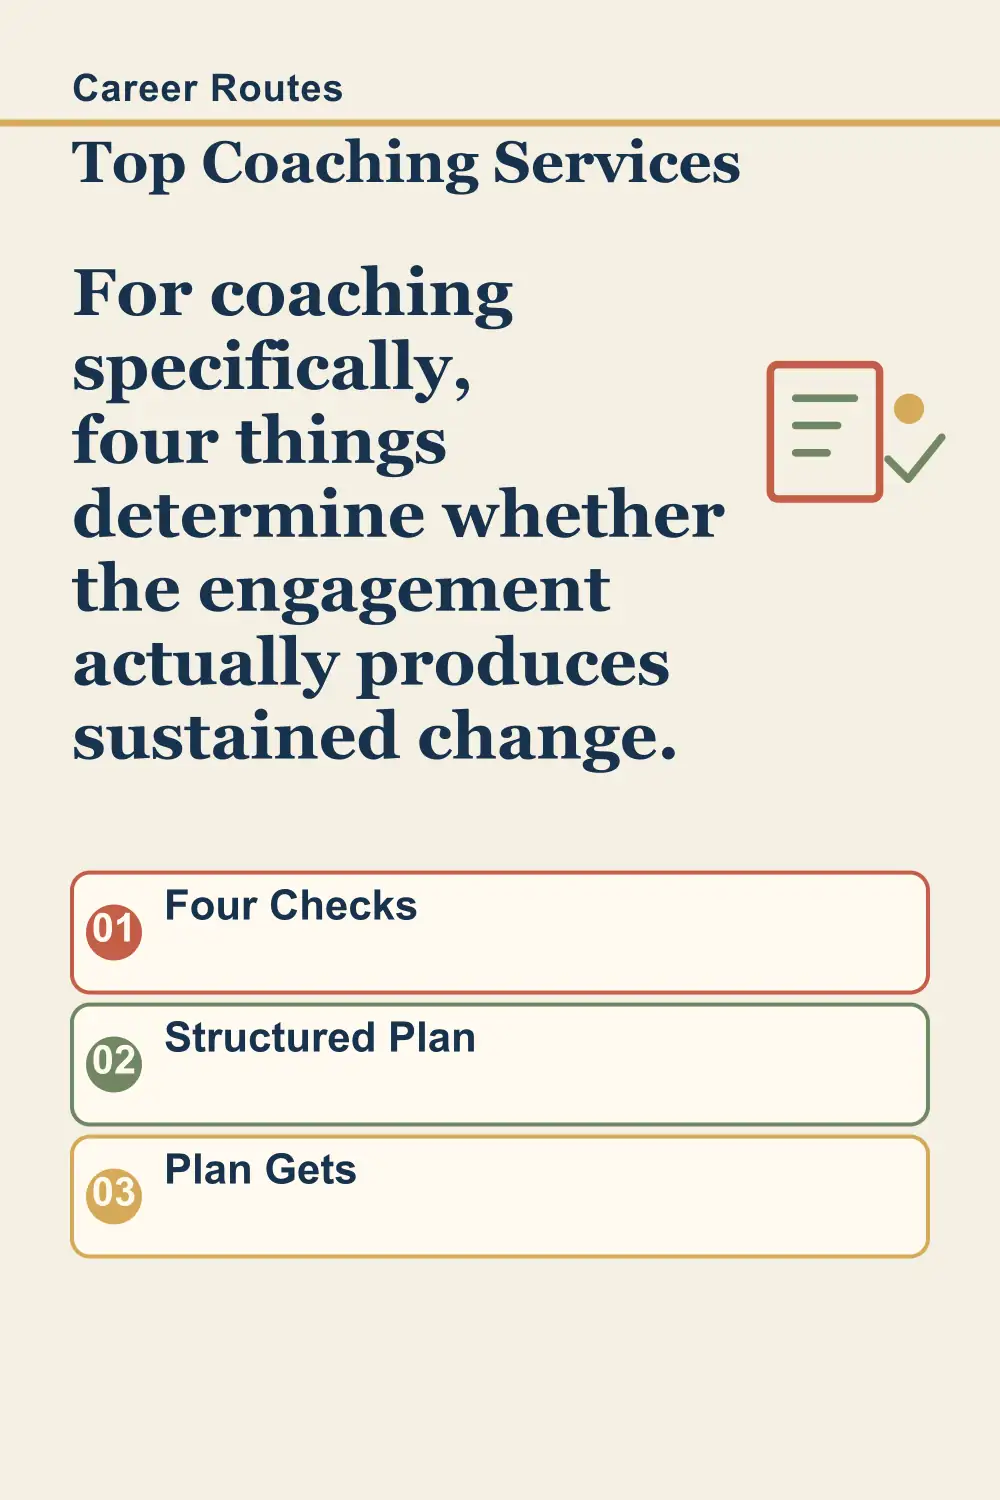 Career Routes
Top Coaching Services
For coaching
specifically,
four things
determine whether
the engagement
actually produces
sustained change.
01
Four Checks
02
Structured Plan
03
Plan Gets